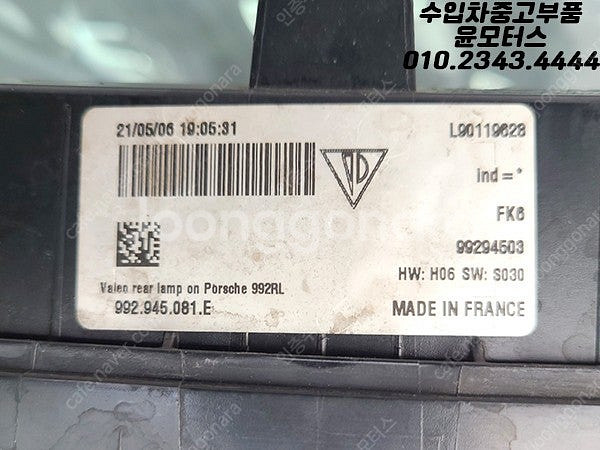 수입차중고부품
윤모터스
010.2343.4444
21/05/06 19:05:31
L90119628
ind = *
FK6
99294503
HW: H06 SW: S030
Valeo rear lamp on Porsche 992RL
992.945.081.E
MADE IN FRANCE
joonggonara